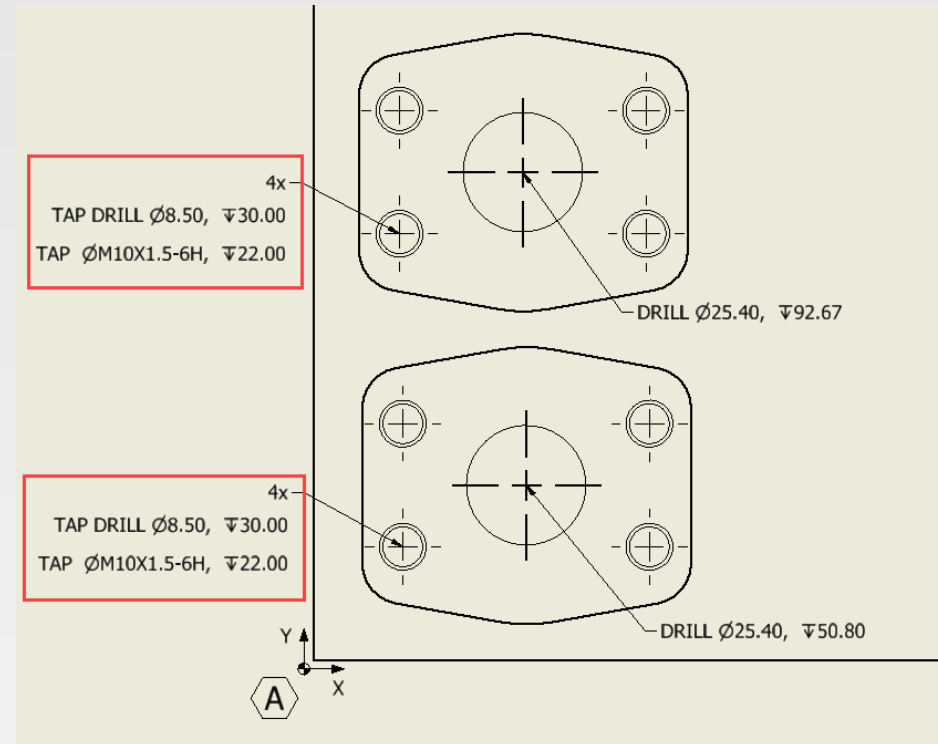 4x
TAP DRILL Ø8.50, ↧30.00
TAP ØM10X1.5-6H, ↧22.00
DRILL Ø25.40, ↧92.67
4x
TAP DRILL Ø8.50, ↧30.00
TAP ØM10X1.5-6H, ↧22.00
DRILL Ø25.40, ↧50.80
Y
X
A